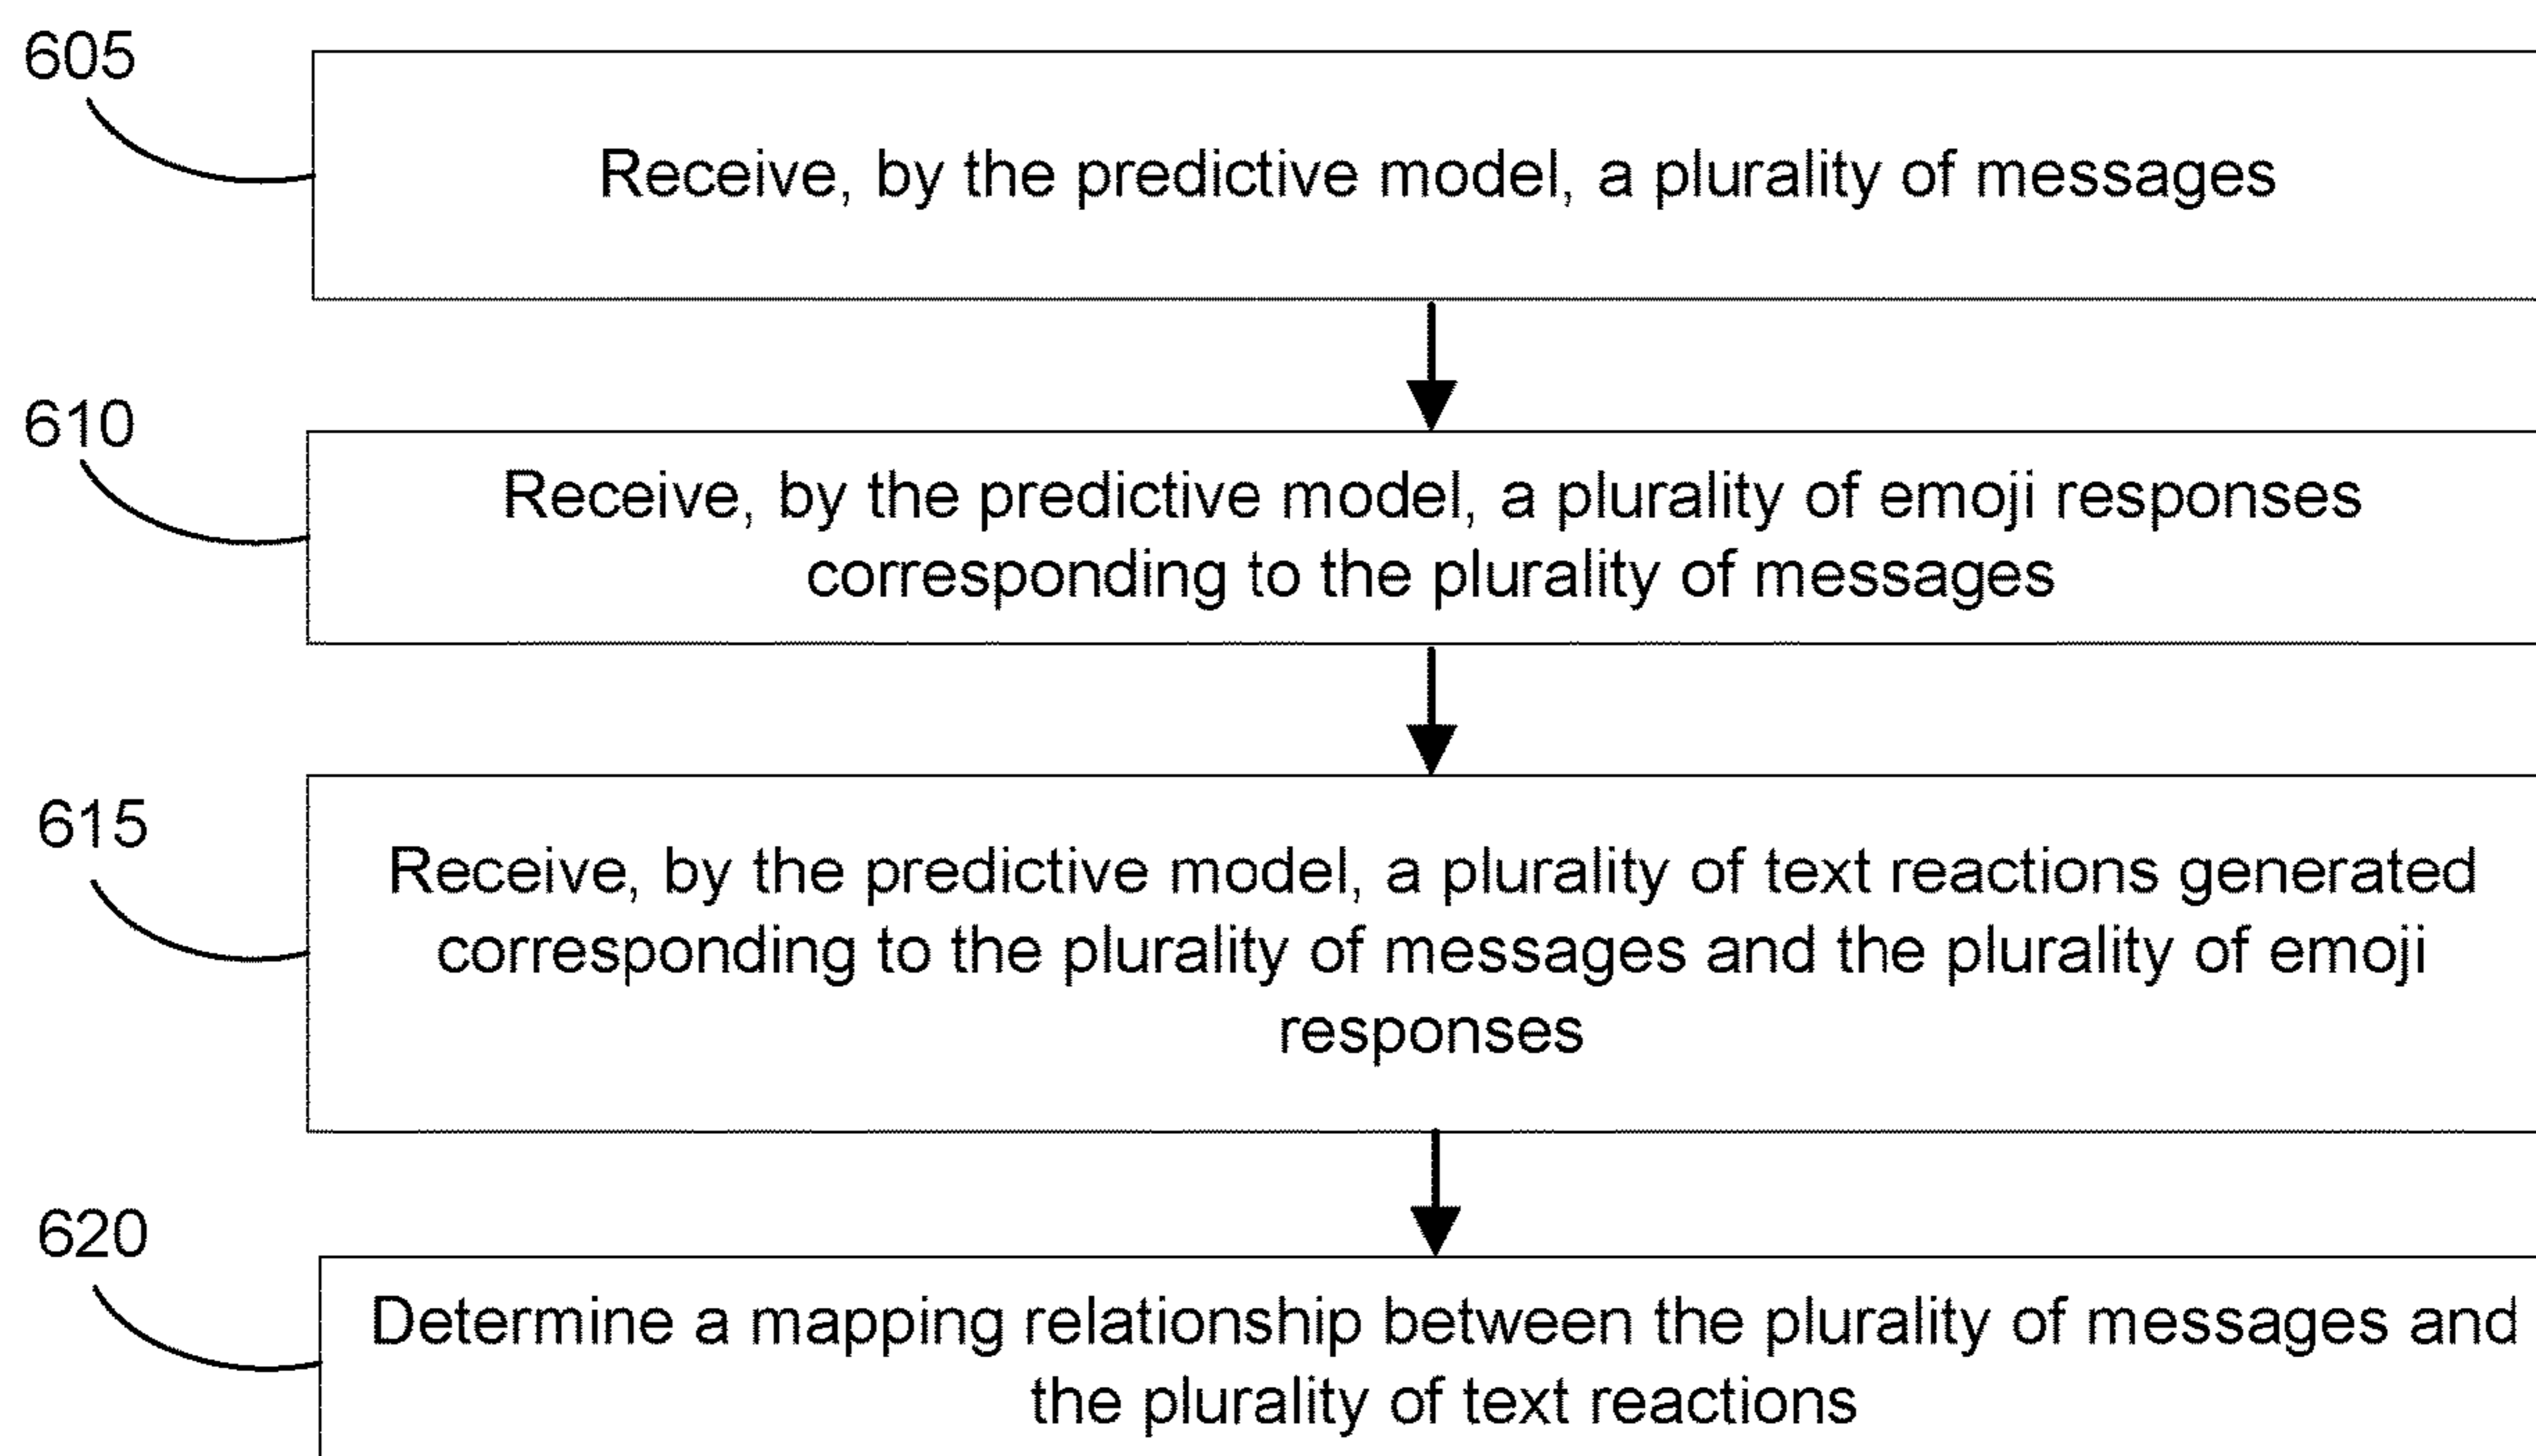 605
Receive, by the predictive model, a plurality of messages
610
Receive, by the predictive model, a plurality of emoji responses
corresponding to the plurality of messages
615
Receive, by the predictive model, a plurality of text reactions generated
corresponding to the plurality of messages and the plurality of emoji
responses
620
Determine a mapping relationship between the plurality of messages and
the plurality of text reactions